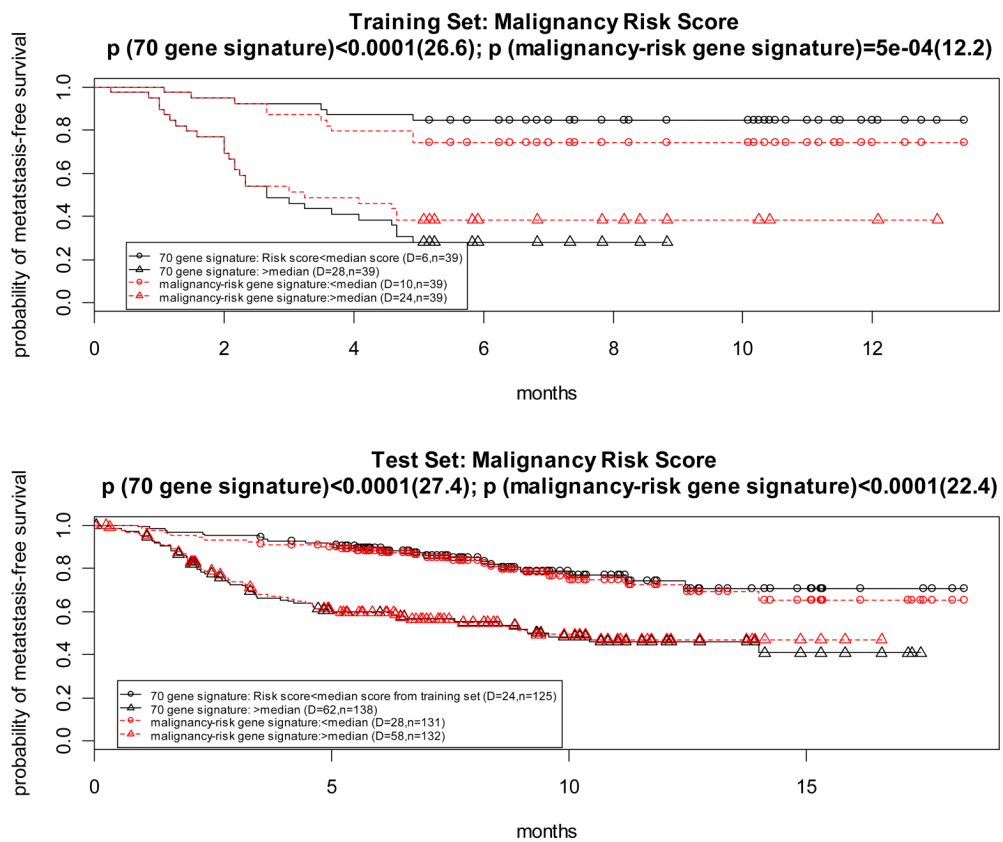 Training Set: Malignancy Risk Score
p (70 gene signature)<0.0001(26.6); p (malignancy-risk gene signature)=5e-04(12.2)
probability of metatstasis-free survival
1.0
0.8
0.6
0.4
0.2
0.0
70 gene signature: Risk score<median score (D=6,n=39)
70 gene signature: >median (D=28,n=39)
malignancy-risk gene signature:<median (D=10,n=39)
malignancy-risk gene signature:>median (D=24,n=39)
0 2 4 6 8 10 12
months
Test Set: Malignancy Risk Score
p (70 gene signature)<0.0001(27.4); p (malignancy-risk gene signature)<0.0001(22.4)
probability of metatstasis-free survival
1.0
0.8
0.6
0.4
0.2
0.0
70 gene signature: Risk score<median score from training set (D=24,n=125)
70 gene signature: >median (D=62,n=138)
malignancy-risk gene signature:<median (D=28,n=131)
malignancy-risk gene signature:>median (D=58,n=132)
0 5 10 15
months